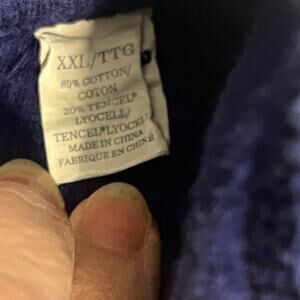 XXL/TTG
80% COTTON/
COTON
20% TENCEL®
LYOCELL/
TENCEL®LYOCELL
MADE IN CHINA
FABRIQUE EN CHINE